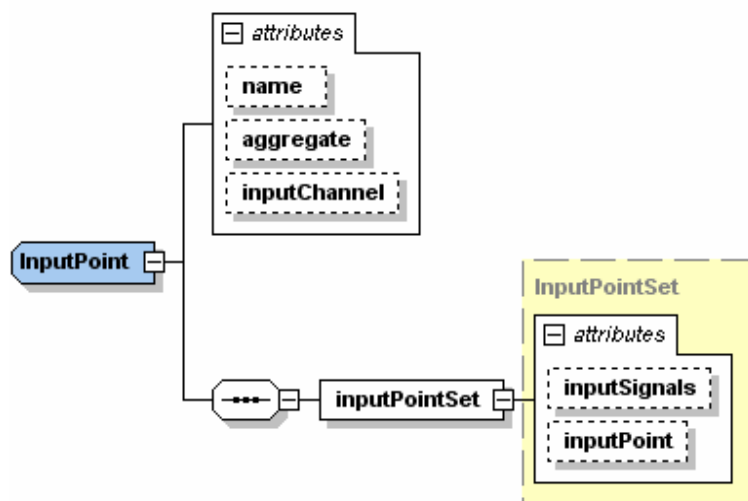 attributes
name
aggregate
inputChannel
InputPoint
InputPointSet
attributes
inputPointSet
inputSignals
inputPoint